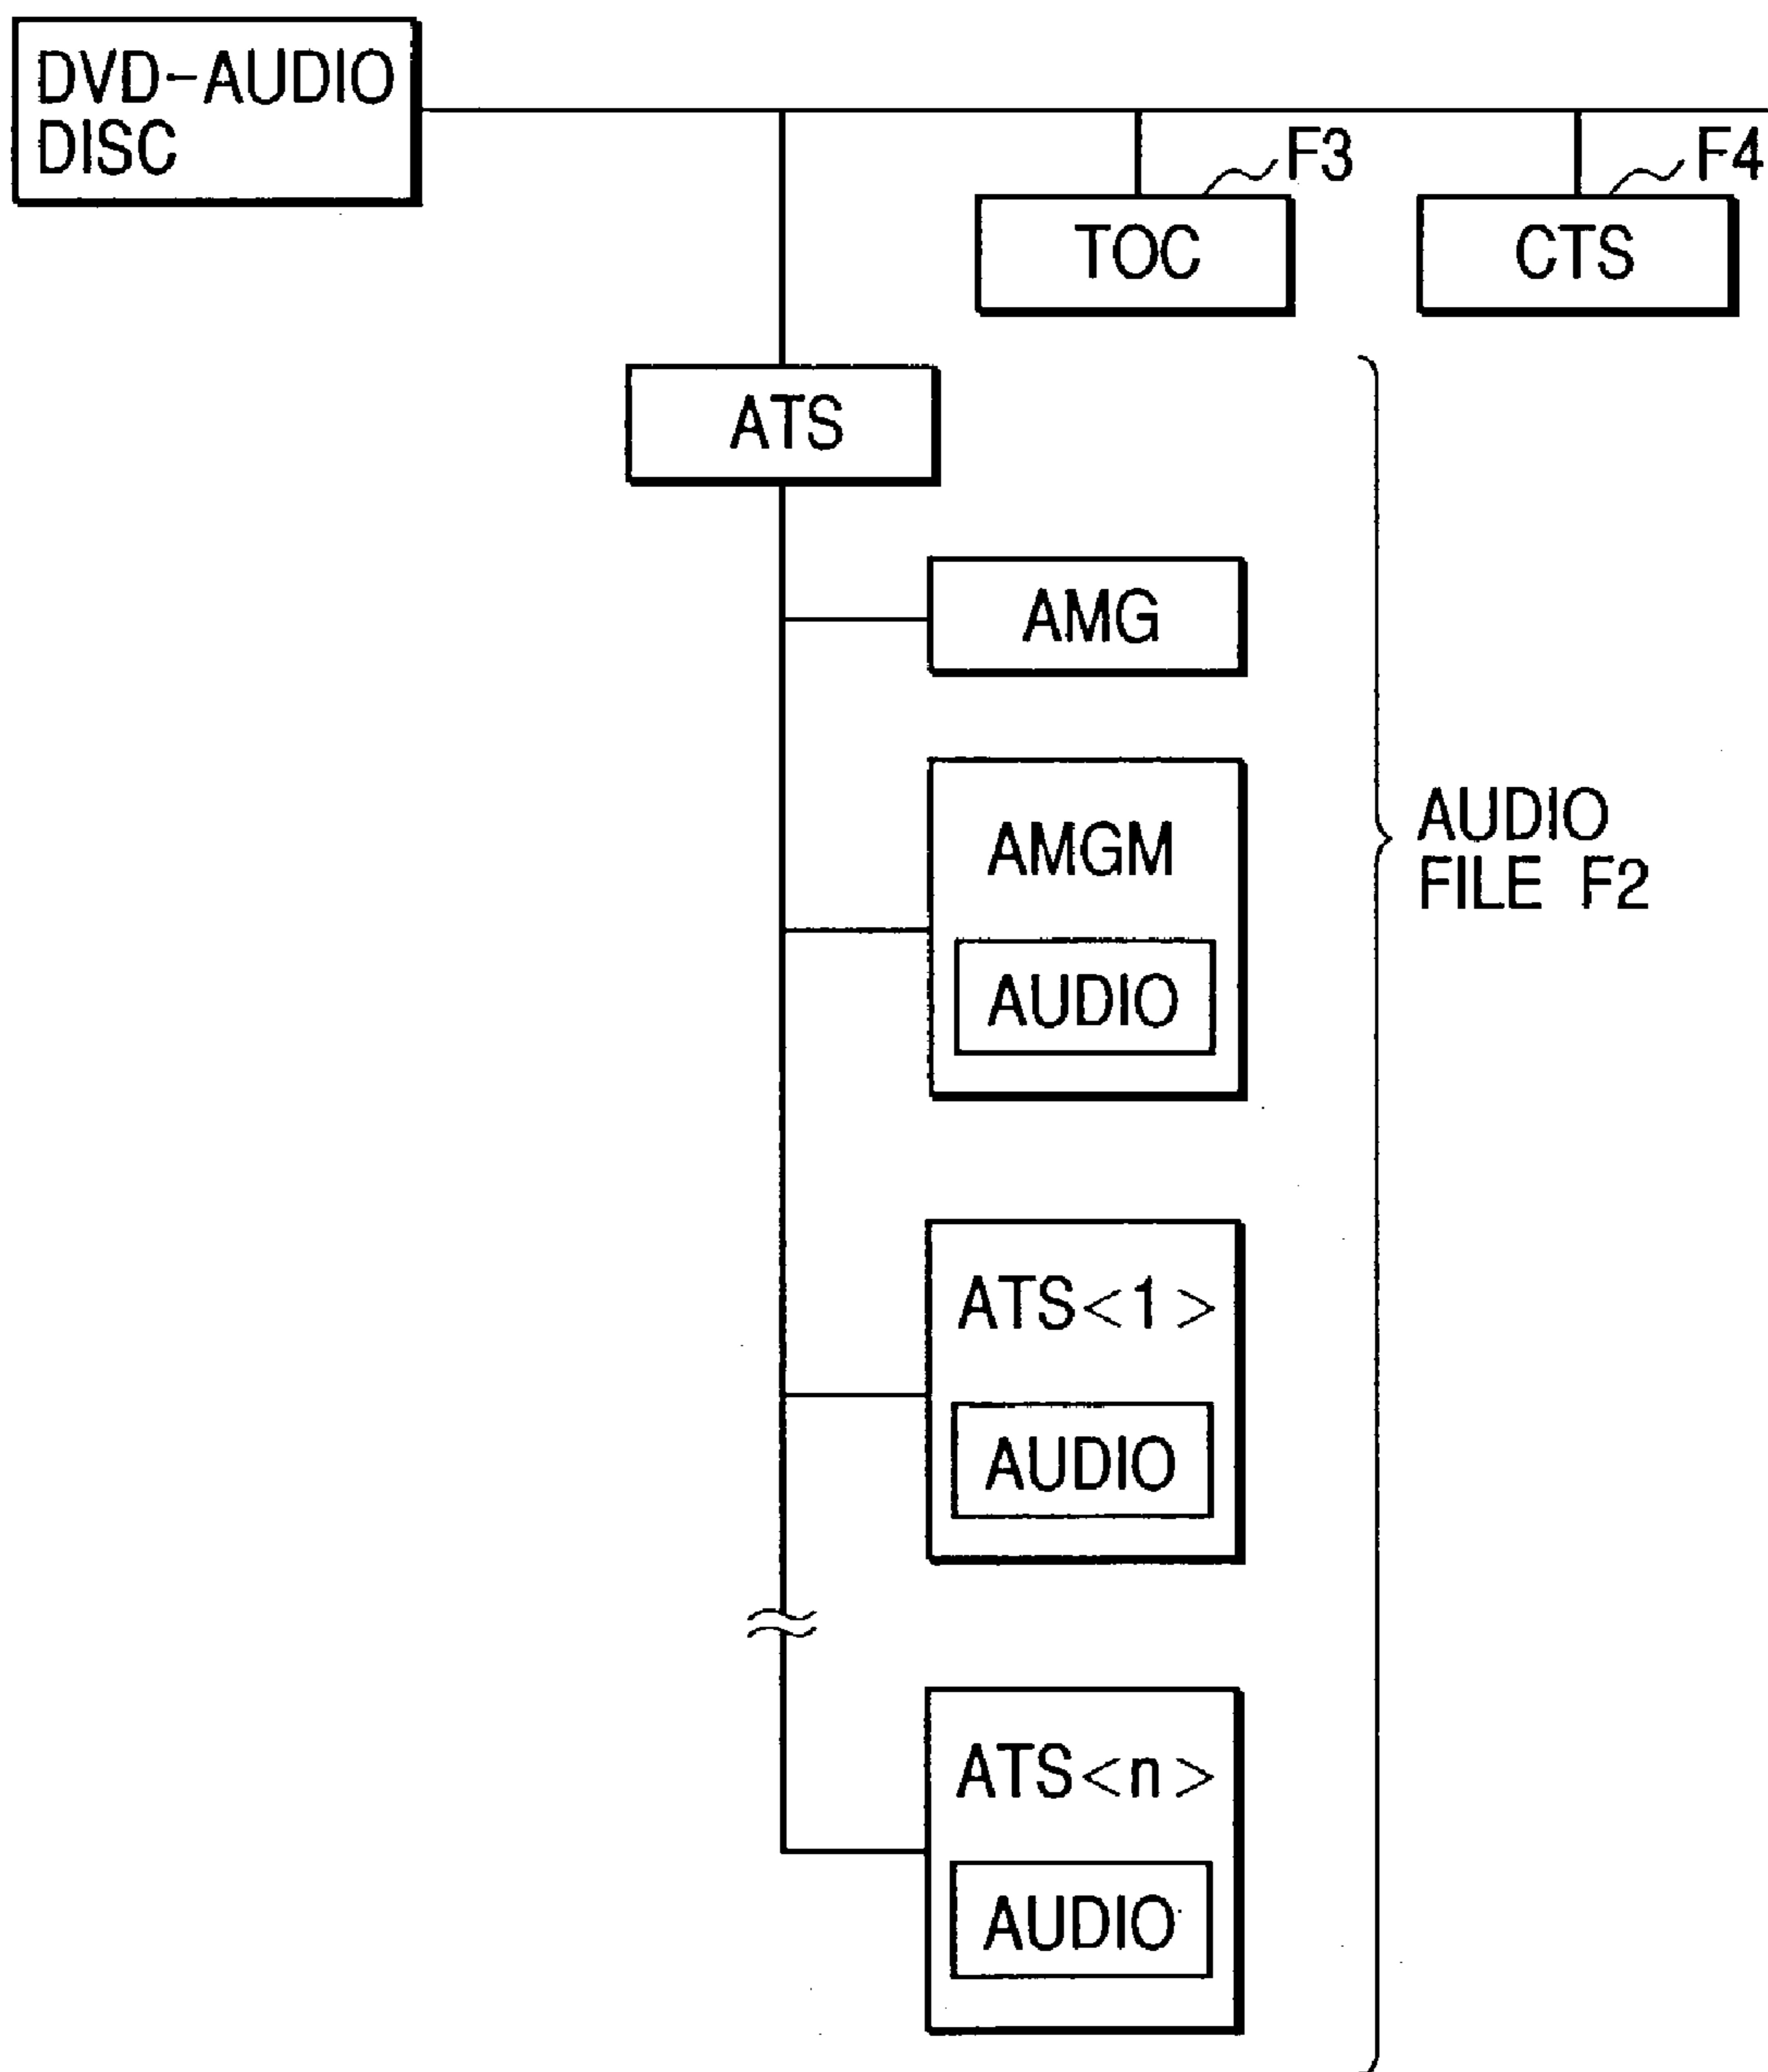 DVD-AUDIO
DISC
F3
F4
TOC
CTS
ATS
AMG
AMGM
AUDIO
AUDIO
FILE F2
ATS<1>
AUDIO
ATS<n>
AUDIO